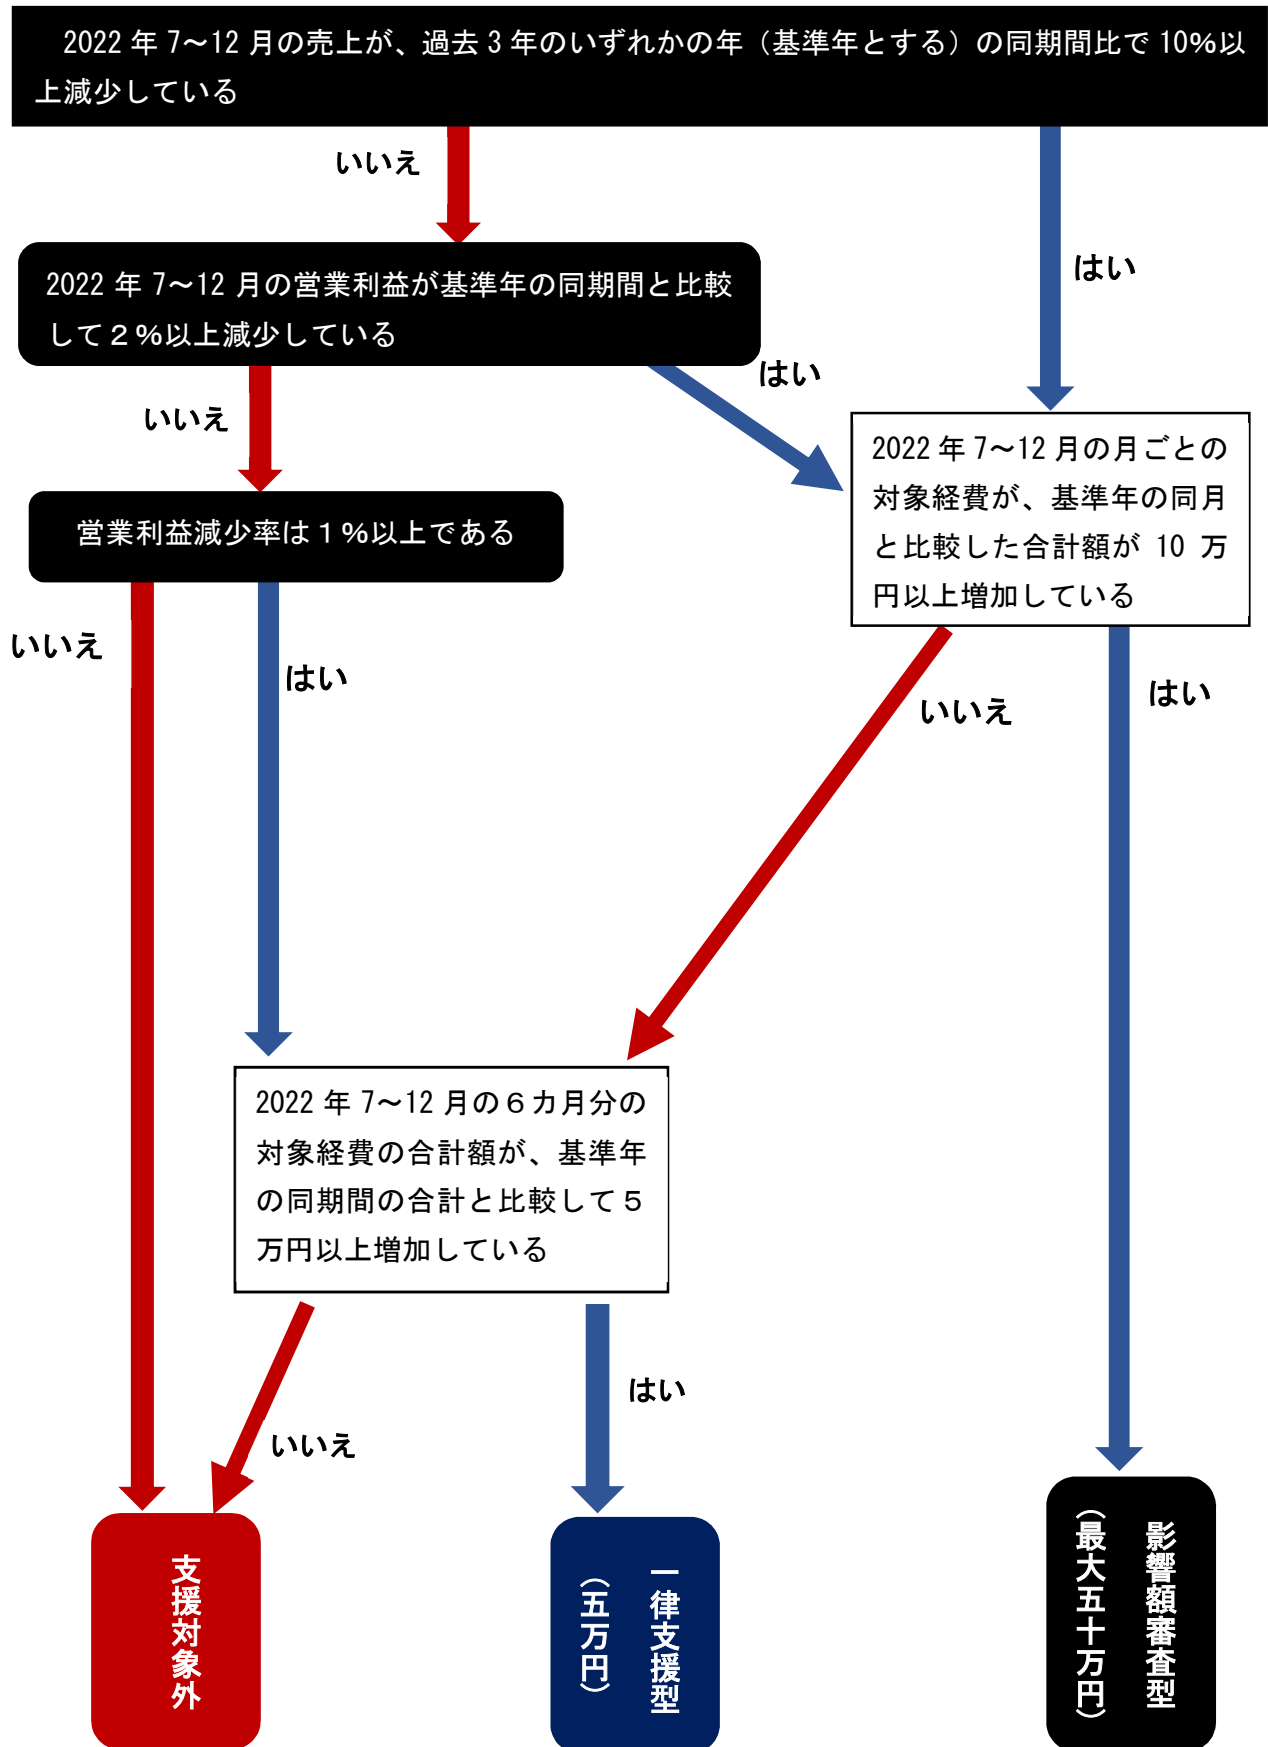 2022 年 7～12 月の売上が、過去 3 年のいずれかの年（基準年とする）の同期間比で 10%以
上減少している
いいえ
はい
2022 年 7～12 月の営業利益が基準年の同期間と比較
して２%以上減少している
はい
いいえ
2022 年 7～12 月の月ごとの
対象経費が、基準年の同月
と比較した合計額が 10 万
円以上増加している
営業利益減少率は１%以上である
いいえ
はい
いいえ
はい
2022 年 7～12 月の６カ月分の
対象経費の合計額が、基準年
の同期間の合計と比較して５
万円以上増加している
はい
いいえ
支援対象外
一律支援型
（五万円）
影響額審査型
（最大五十万円）